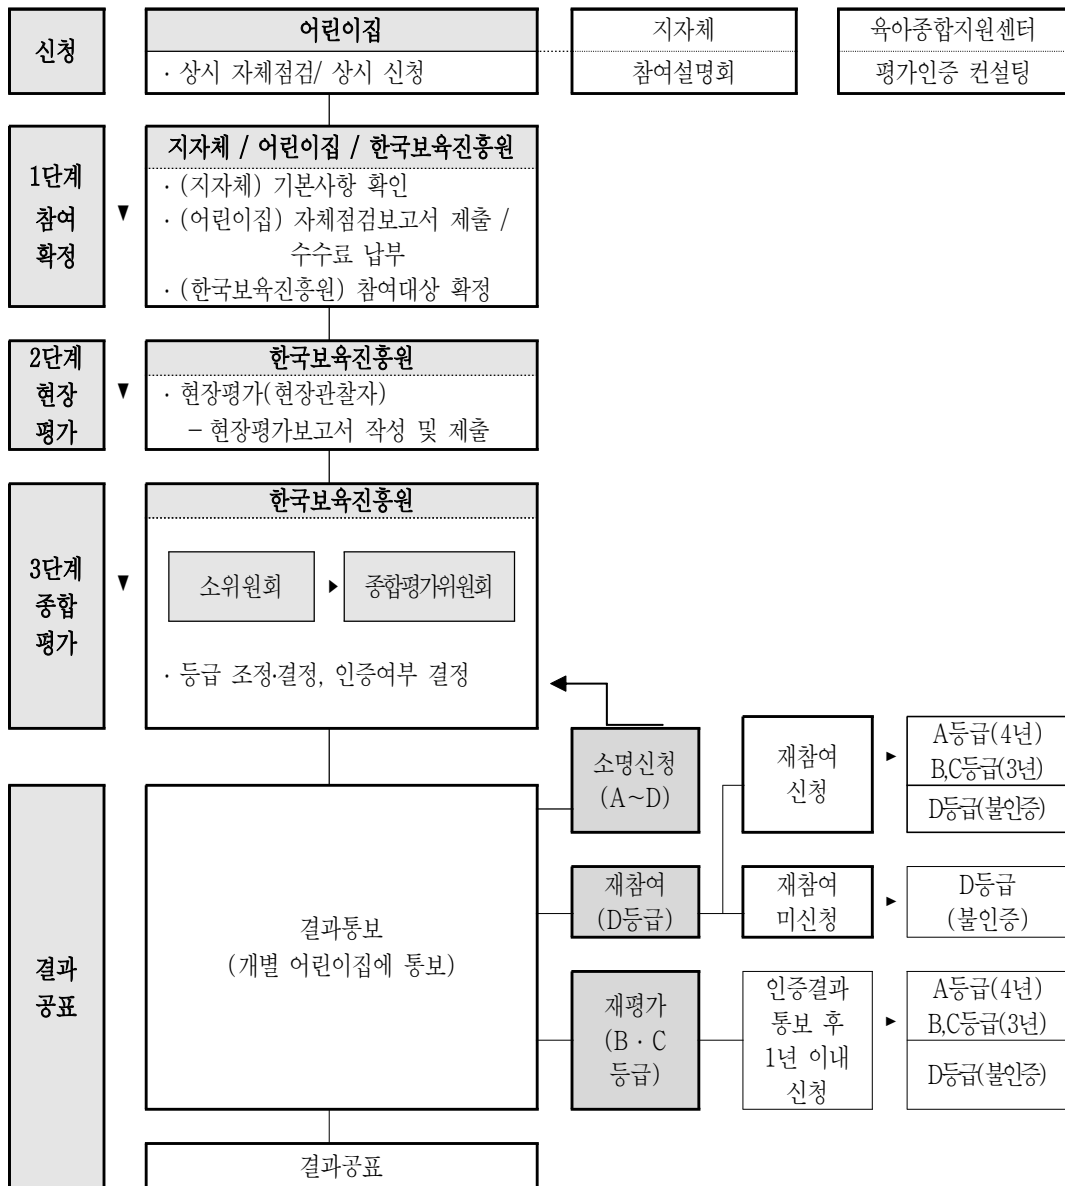 신청
어린이집
· 상시 자체점검/ 상시 신청
지자체
참여설명회
육아종합지원센터
평가인증 컨설팅
1단계
참여
확정
▼
지자체 / 어린이집 / 한국보육진흥원
· (지자체) 기본사항 확인
· (어린이집) 자체점검보고서 제출 /
수수료 납부
· (한국보육진흥원) 참여대상 확정
2단계
현장
평가
▼
한국보육진흥원
· 현장평가(현장관찰자)
– 현장평가보고서 작성 및 제출
3단계
종합
평가
▼
한국보육진흥원
소위원회
▶
종합평가위원회
· 등급 조정·결정, 인증여부 결정
결과
공표
결과통보
(개별 어린이집에 통보)
소명신청
(A~D)
재참여
신청
▶
A등급(4년)
B,C등급(3년)
D등급(불인증)
재참여
(D등급)
재참여
미신청
▶
D등급
(불인증)
재평가
(B · C
등급)
인증결과
통보 후
1년 이내
신청
▶
A등급(4년)
B,C등급(3년)
D등급(불인증)
결과공표